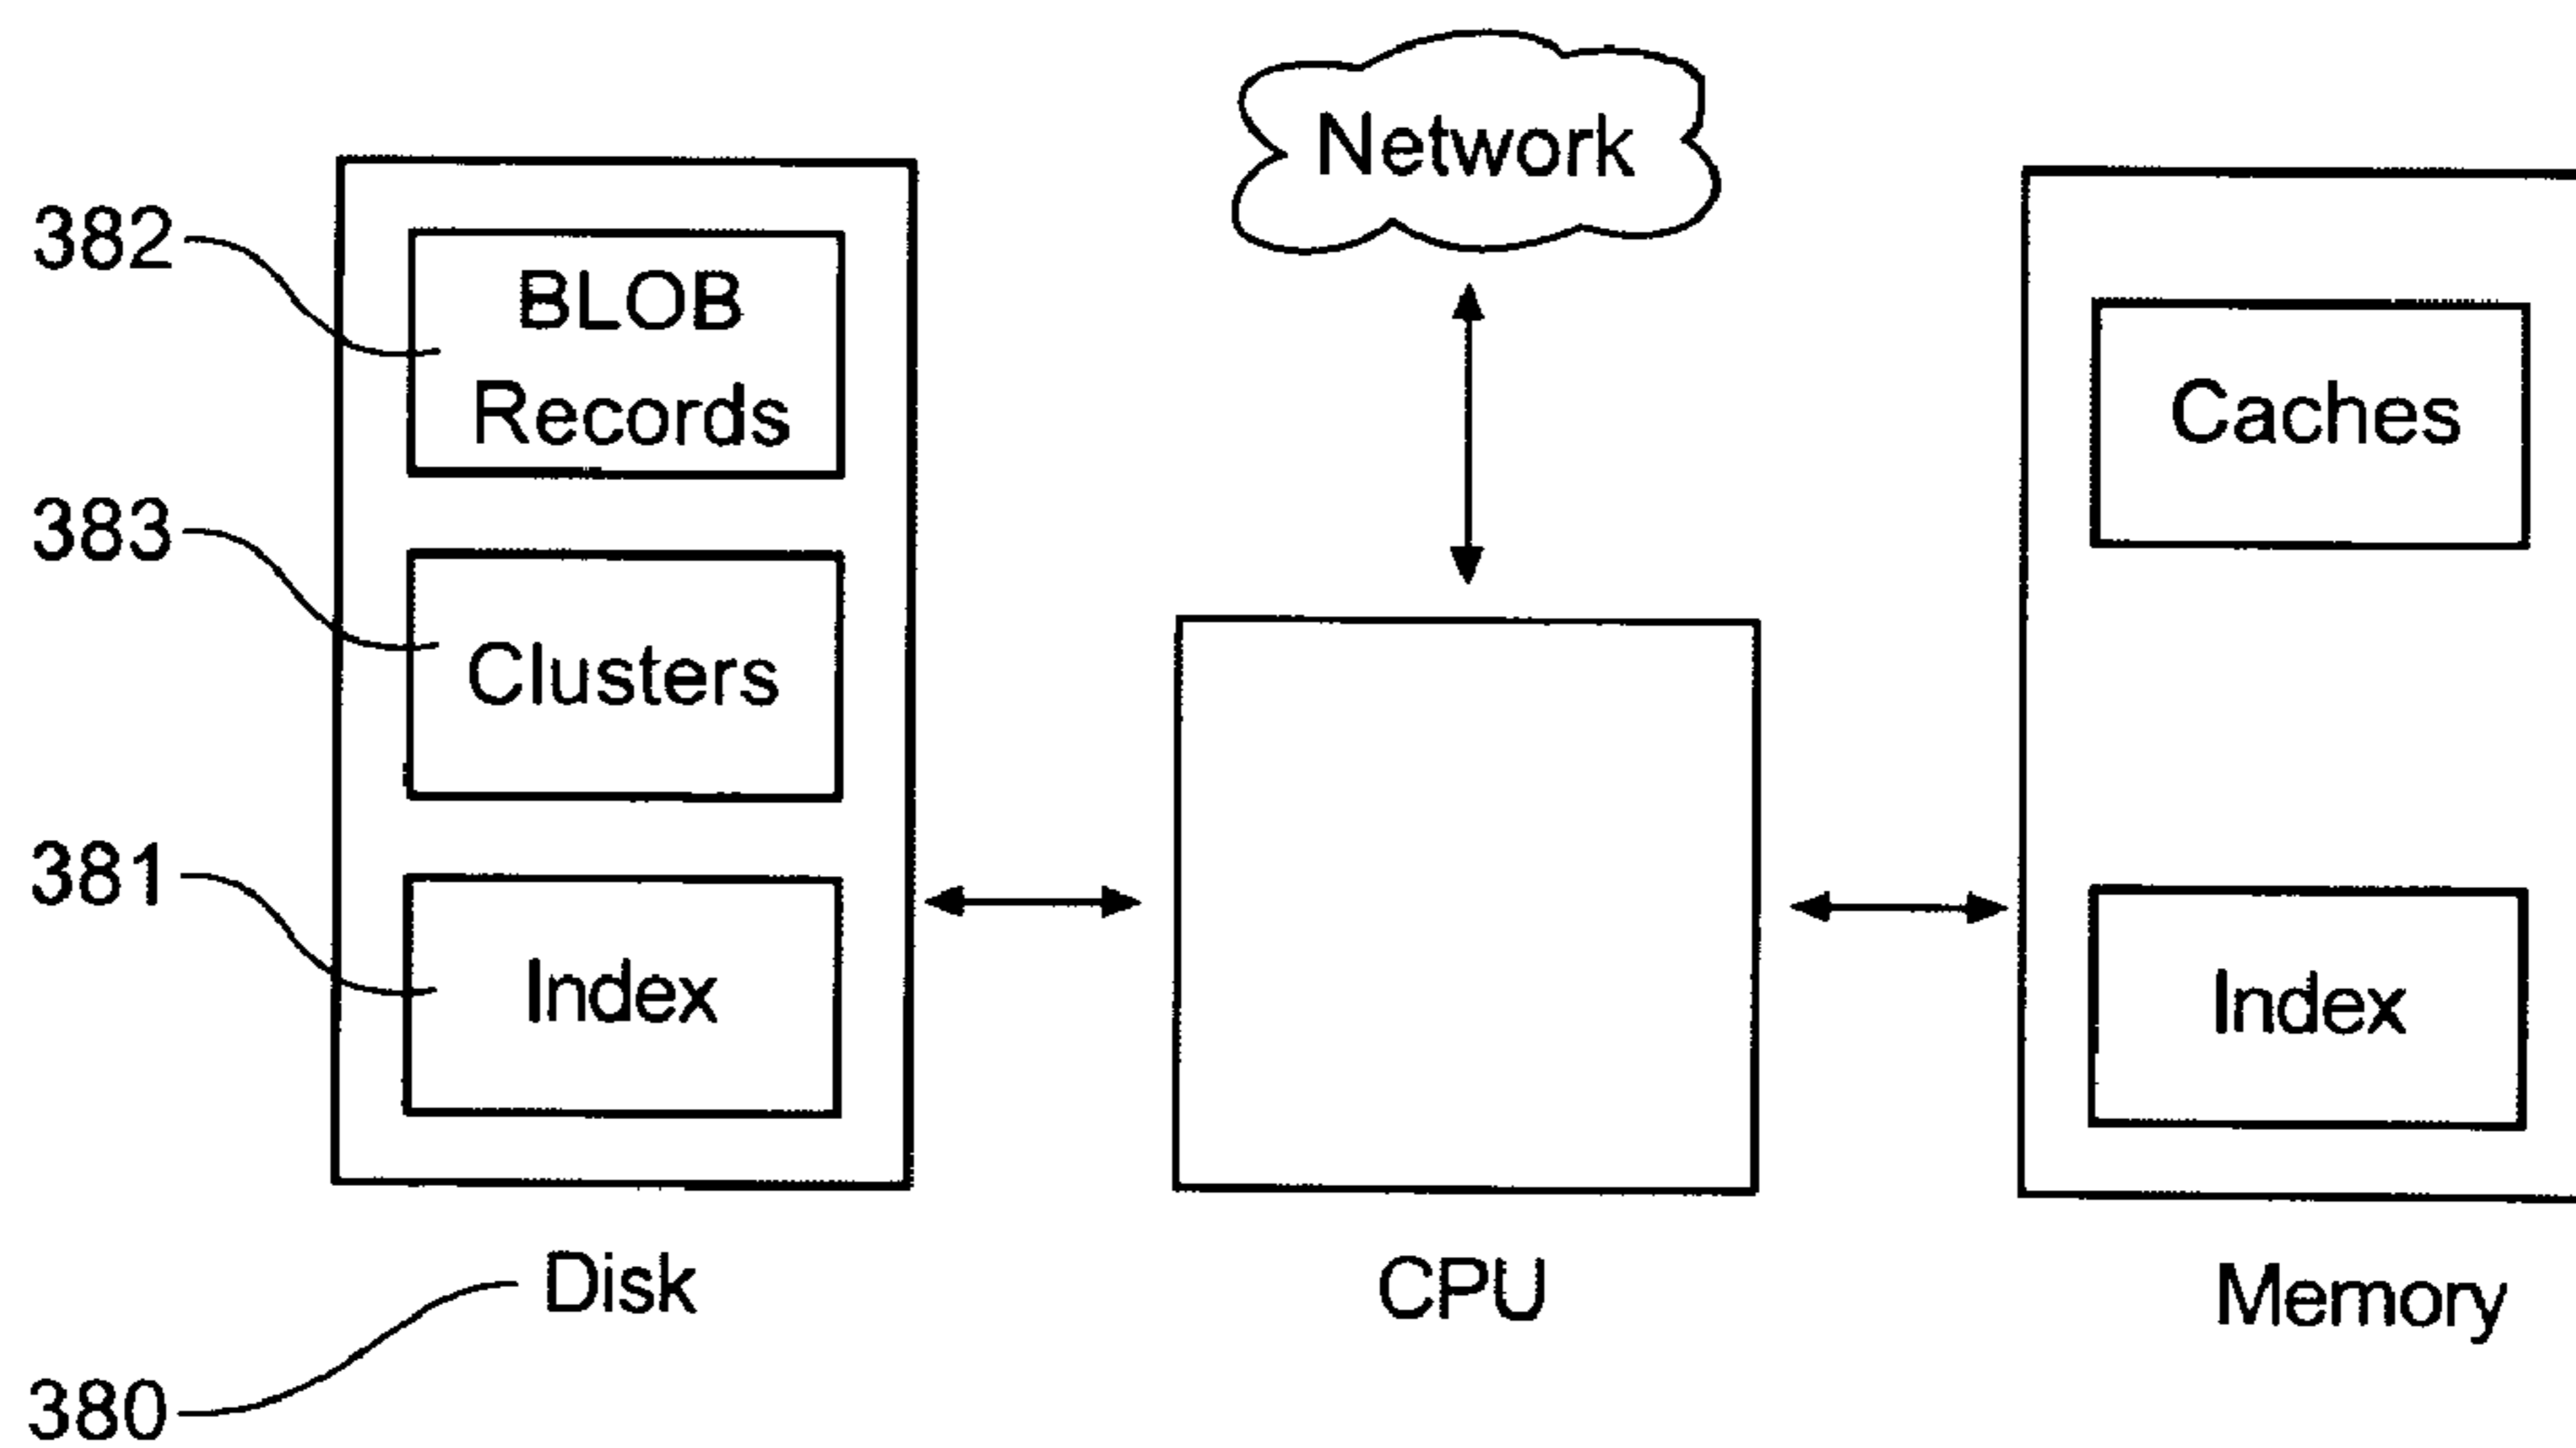 Network
382
BLOB
Records
Caches
383
Clusters
381
Index
Index
Disk
CPU
Memory
380